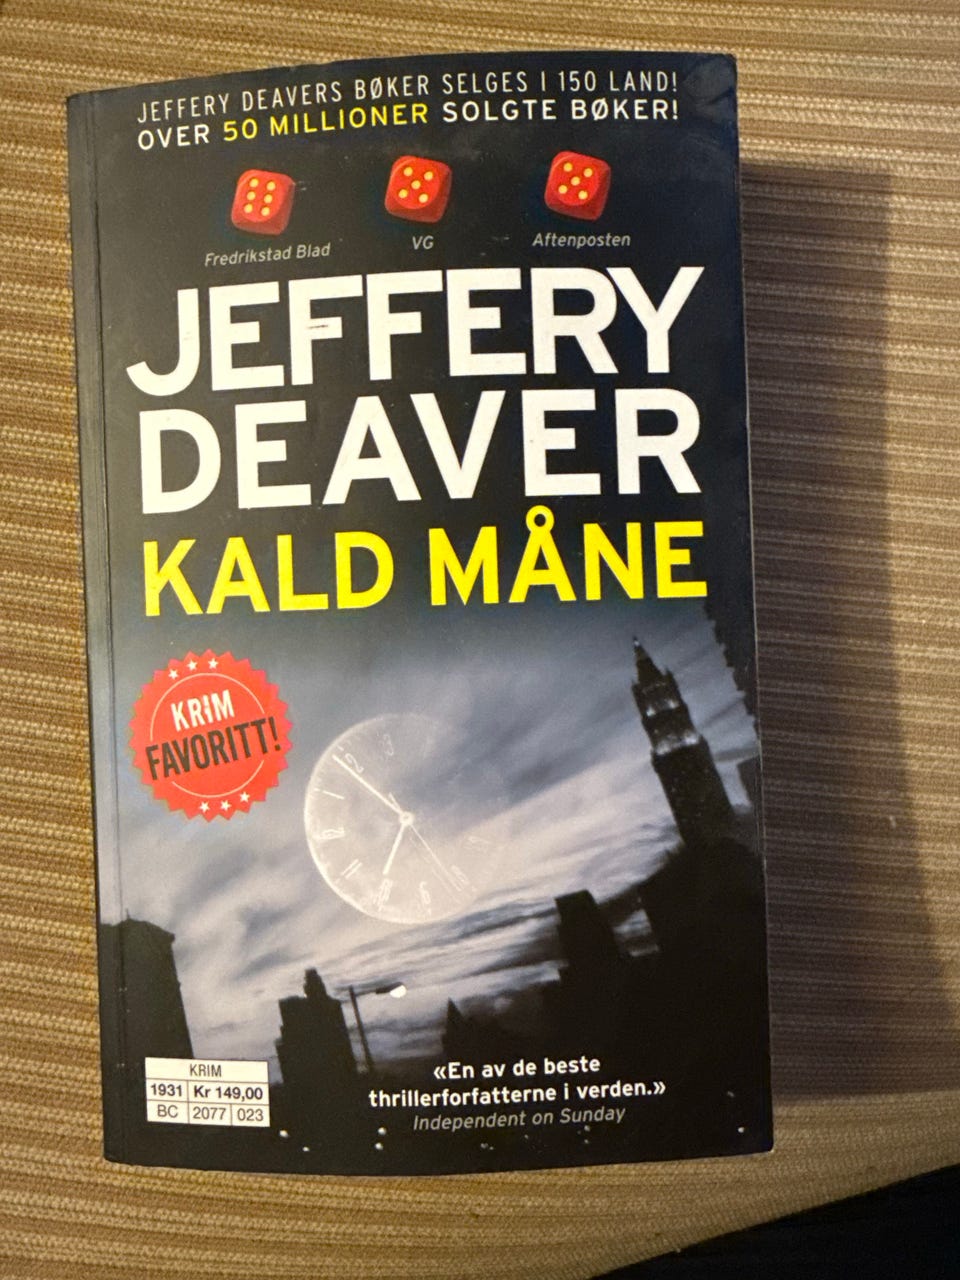 JEFFERY DEAVERS BØKER SELGES I 150 LAND!
OVER 50 MILLIONER SOLGTE BØKER!
Fredrikstad Blad
VG
Aftenposten
JEFFERY
DEAVER
KALD MÅNE
KRIM
FAVORITT!
KRIM
1931 Kr 149,00
BC 2077 023
«En av de beste
thrillerforfatterne i verden.»
Independent on Sunday